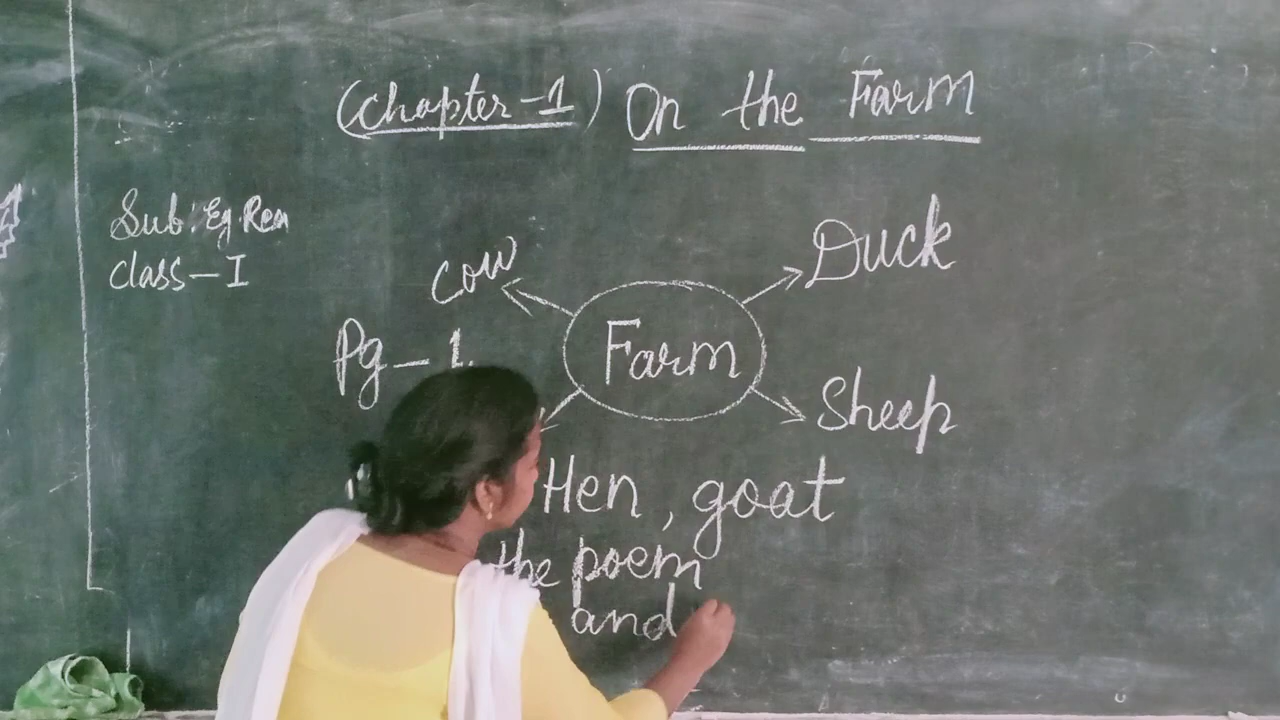 (Chapter-1) On the Farm
Sub: Eg. Rea
Class - I
Cow
Duck
Farm
Pg - 1.
Sheep
Hen, goat
the poem
and